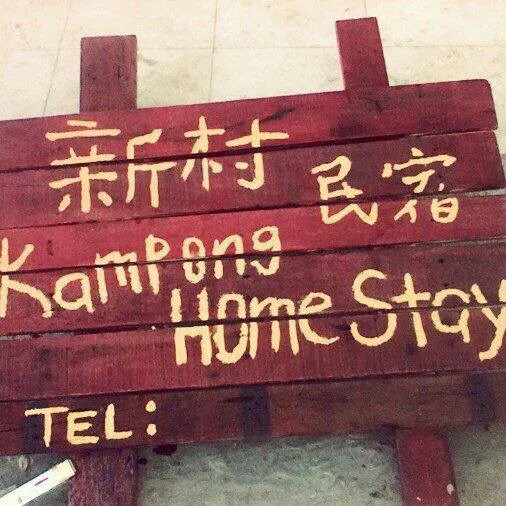 新村
民宿
Kampong
Home Stay
TEL: